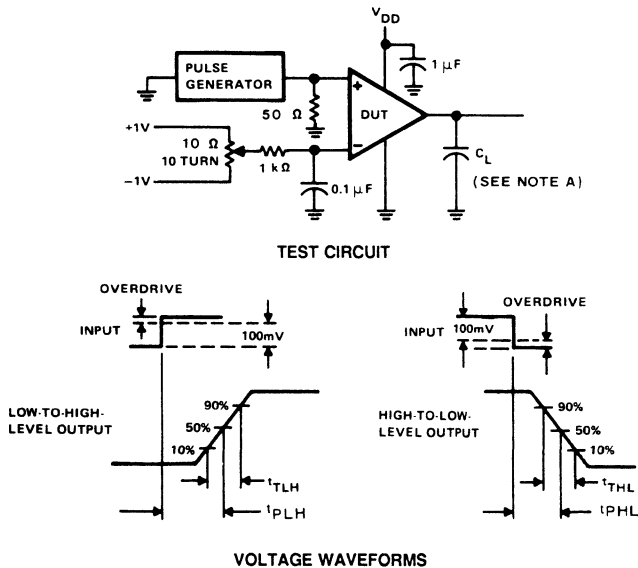 V_DD
PULSE
GENERATOR
1 µF
50 Ω
+
DUT
−
+1V
10 Ω
10 TURN
−1V
1 kΩ
0.1 µF
C_L
(SEE NOTE A)
TEST CIRCUIT
OVERDRIVE
INPUT
100mV
LOW-TO-HIGH-
LEVEL OUTPUT
90%
50%
10%
t_TLH
t_PLH
OVERDRIVE
INPUT
100mV
HIGH-TO-LOW-
LEVEL OUTPUT
90%
50%
10%
t_THL
t_PHL
VOLTAGE WAVEFORMS